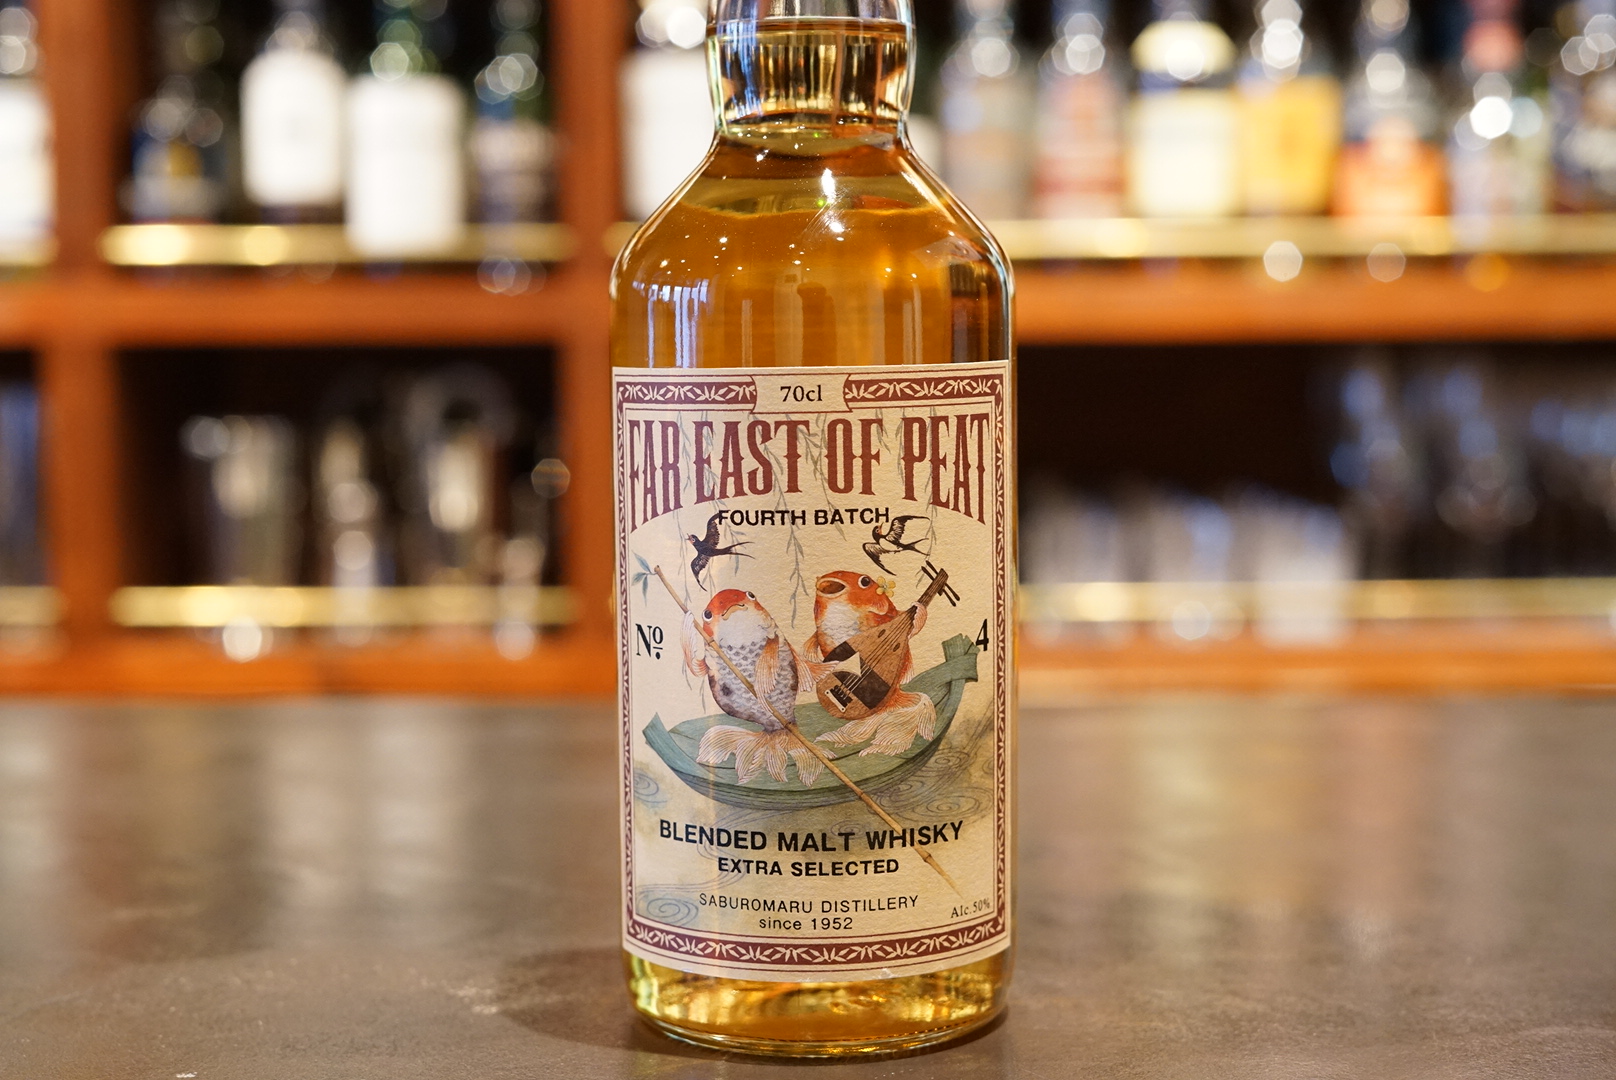 70cl
FAR EAST OF PEAT
FOURTH BATCH
Nº 4
BLENDED MALT WHISKY
EXTRA SELECTED
SABUROMARU DISTILLERY
since 1952
Alc.50%